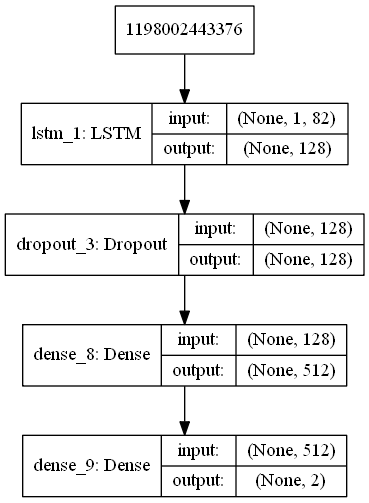 1198002443376
lstm_1: LSTM
input: (None, 1, 82)
output: (None, 128)
dropout_3: Dropout
input: (None, 128)
output: (None, 128)
dense_8: Dense
input: (None, 128)
output: (None, 512)
dense_9: Dense
input: (None, 512)
output: (None, 2)